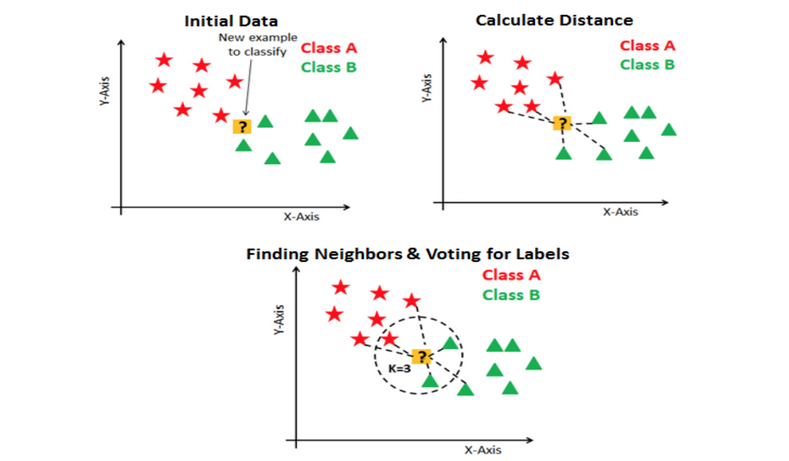 Initial Data
New example
to classify
Class A
Class B
?
Y-Axis
X-Axis
Calculate Distance
Class A
Class B
?
Y-Axis
X-Axis
Finding Neighbors & Voting for Labels
Class A
Class B
?
K=3
Y-Axis
X-Axis